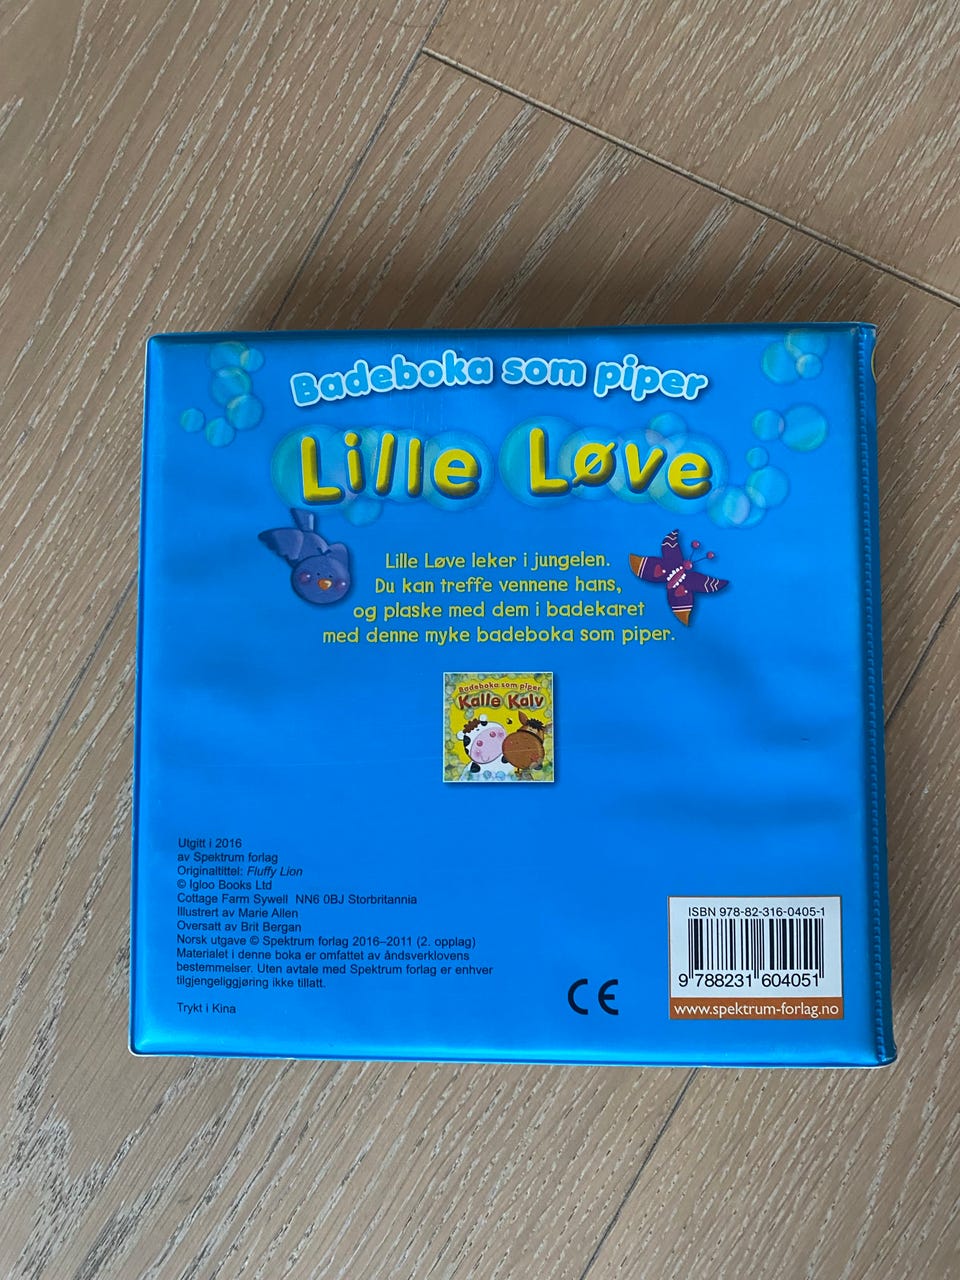 Badeboka som piper
Lille Løve
Lille Løve leker i jungelen.
Du kan treffe vennene hans,
og plaske med dem i badekaret
med denne myke badeboka som piper.
Badeboka som piper
Kalle Kalv
Utgitt i 2016
av Spektrum forlag
Originaltittel: Fluffy Lion
© Igloo Books Ltd
Cottage Farm Sywell NN6 0BJ Storbritannia
Illustrert av Marie Allen
Oversatt av Brit Bergan
Norsk utgave © Spektrum forlag 2016–2011 (2. opplag)
Materialet i denne boka er omfattet av åndsverklovens
bestemmelser. Uten avtale med Spektrum forlag er enhver
tilgjengeliggjøring ikke tillatt.
Trykt i Kina
CE
ISBN 978-82-316-0405-1
9 788231 604051
www.spektrum-forlag.no